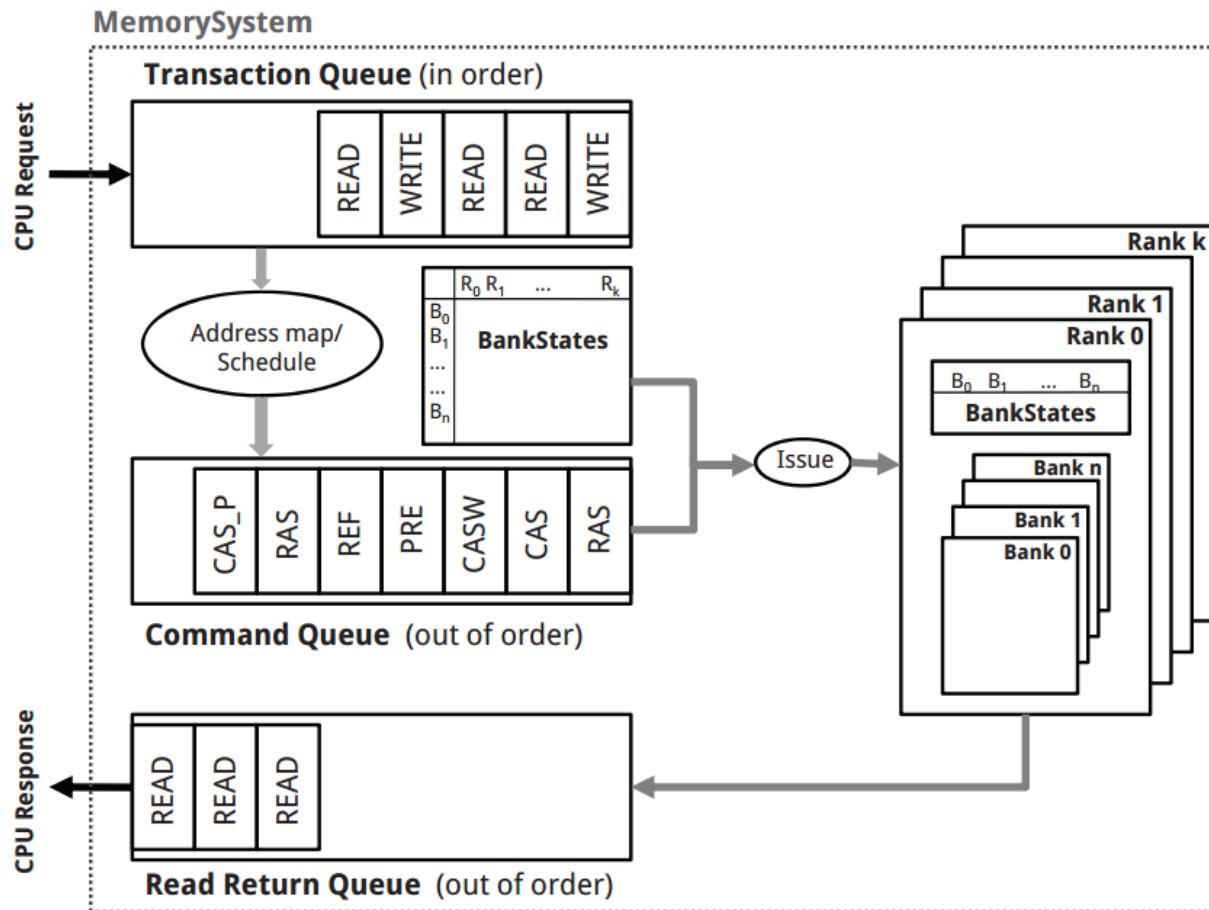 MemorySystem
Transaction Queue (in order)
CPU Request
READ
WRITE
READ
READ
WRITE
Address map/
Schedule
R0 R1 ... Rk
B0
B1
...
...
Bn
BankStates
CAS_P
RAS
REF
PRE
CASW
CAS
RAS
Command Queue (out of order)
Issue
Rank k
Rank 1
Rank 0
B0 B1 ... Bn
BankStates
Bank n
Bank 1
Bank 0
CPU Response
READ
READ
READ
Read Return Queue (out of order)